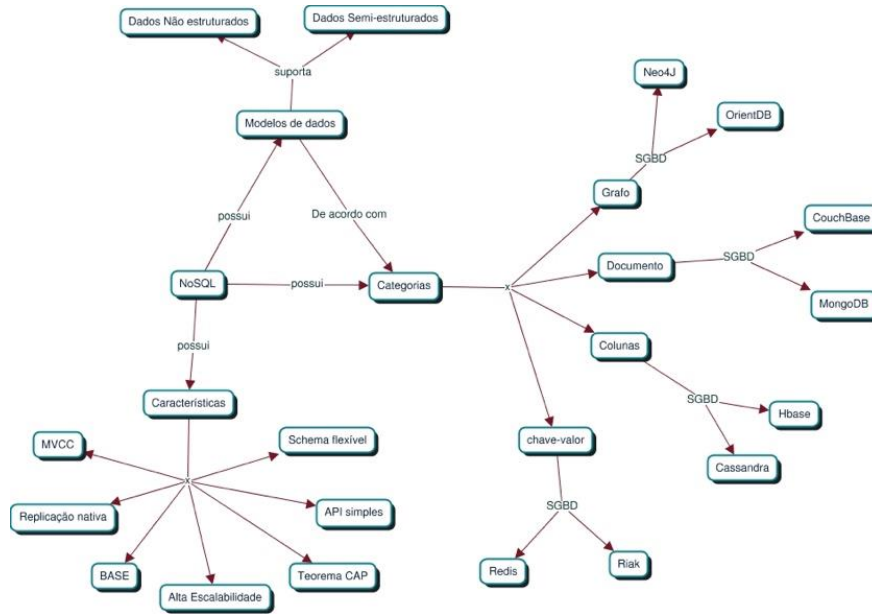 Dados Não estruturados
Dados Semi-estruturados
suporta
Modelos de dados
possui
De acordo com
NoSQL
possui
Categorias
x
possui
Neo4J
OrientDB
SGBD
Grafo
CouchBase
Documento
SGBD
MongoDB
Colunas
SGBD
Hbase
Cassandra
chave-valor
SGBD
Redis
Riak
Características
MVCC
Schema flexível
x
Replicação nativa
API simples
BASE
Alta Escalabilidade
Teorema CAP